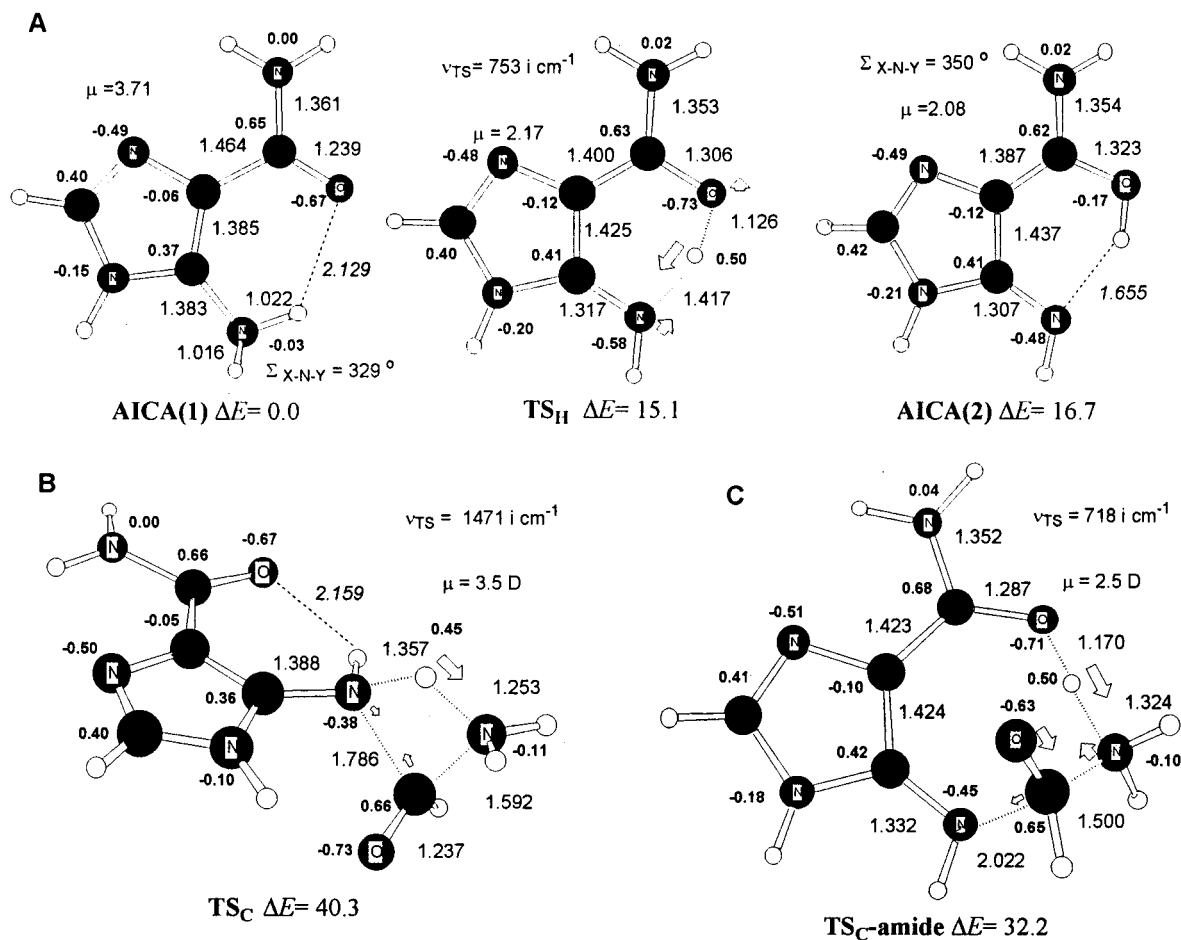 A
0.00
μ = 3.71
N
1.361
-0.49
N
0.65
1.464
1.239
0.40
-0.06
O
-0.67
1.385
0.37
2.129
-0.15
N
1.383
1.022
N
-0.03
1.016
Σ X-N-Y = 329 °
AICA(1) ΔE= 0.0
νTS = 753 i cm-1
0.02
N
1.353
μ = 2.17
0.63
-0.48
N
1.400
1.306
-0.12
O
-0.73
1.126
1.425
0.40
0.41
0.50
N
-0.20
1.317
1.417
N
-0.58
TSH ΔE= 15.1
Σ X-N-Y = 350 °
0.02
N
μ = 2.08
1.354
0.62
-0.49
N
1.387
1.323
-0.12
O
-0.17
0.42
1.437
0.41
-0.21
N
1.655
1.307
N
-0.48
AICA(2) ΔE= 16.7
B
νTS = 1471 i cm-1
0.00
N
-0.67
0.66
O
μ = 3.5 D
2.159
-0.05
0.45
-0.50
N
1.357
1.388
1.253
0.36
N
-0.38
N
-0.11
0.40
N
-0.10
1.786
1.592
0.66
-0.73
O
1.237
TSC ΔE= 40.3
C
0.04
νTS = 718 i cm-1
N
1.352
μ = 2.5 D
0.68
1.287
-0.51
N
1.423
O
-0.71
1.170
0.41
-0.10
0.50
1.424
-0.63
1.324
O
0.42
N
-0.10
-0.18
N
-0.45
1.332
N
0.65
1.500
2.022
TSC-amide ΔE= 32.2